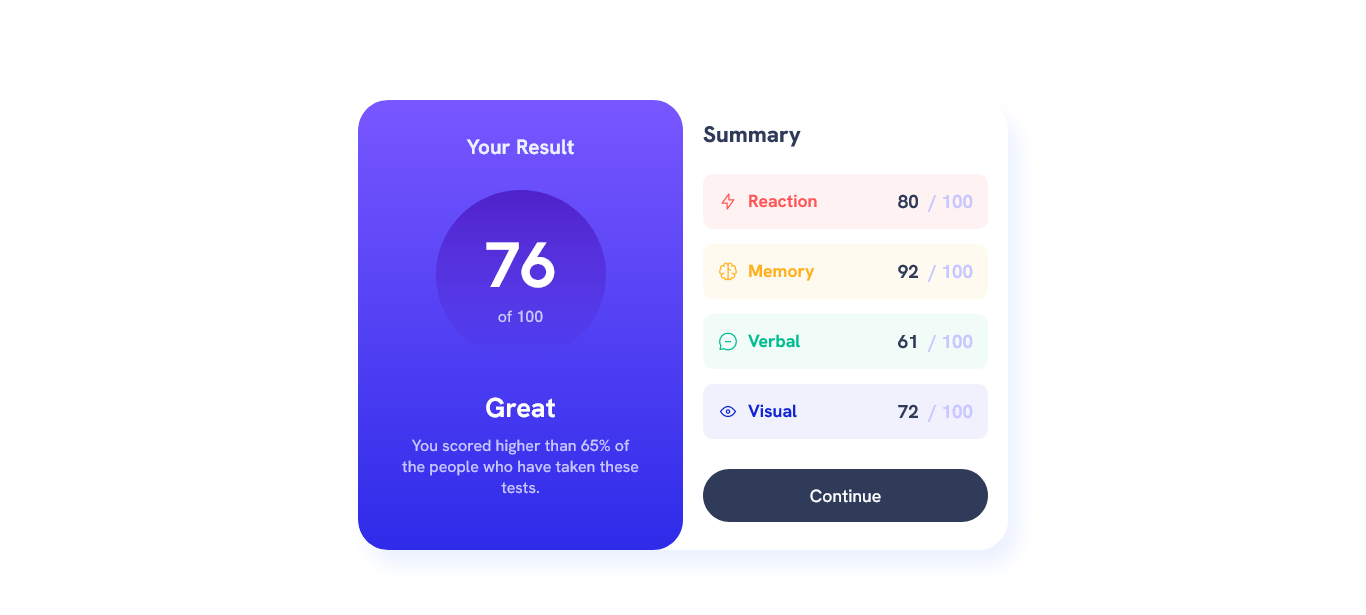 Your Result
76
of 100
Great
You scored higher than 65% of
the people who have taken these
tests.
Summary
Reaction 80 / 100
Memory 92 / 100
Verbal 61 / 100
Visual 72 / 100
Continue